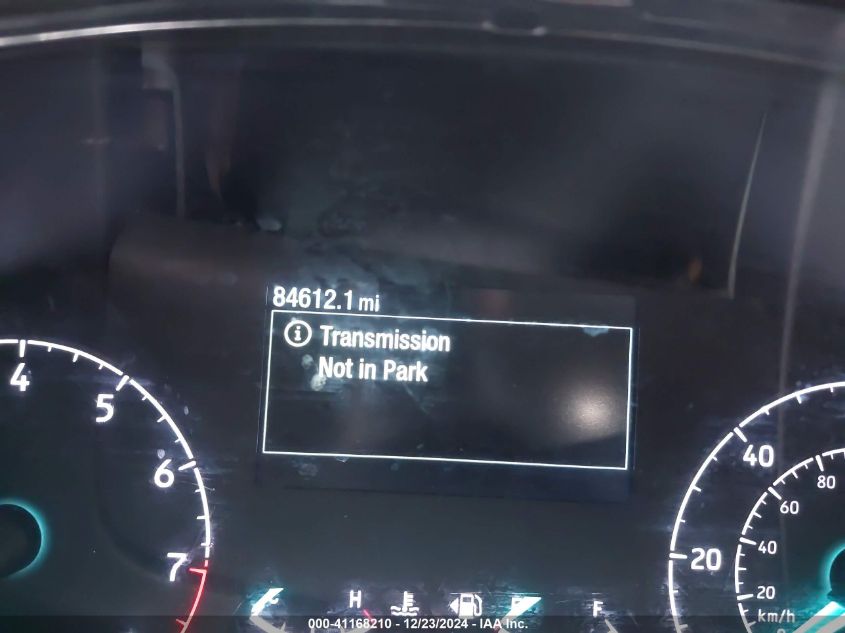 84612.1 mi
Transmission
Not in Park
4
5
6
7
40
20
80
60
40
20
km/h
H
F
000-41168210 - 12/23/2024 - IAA Inc.